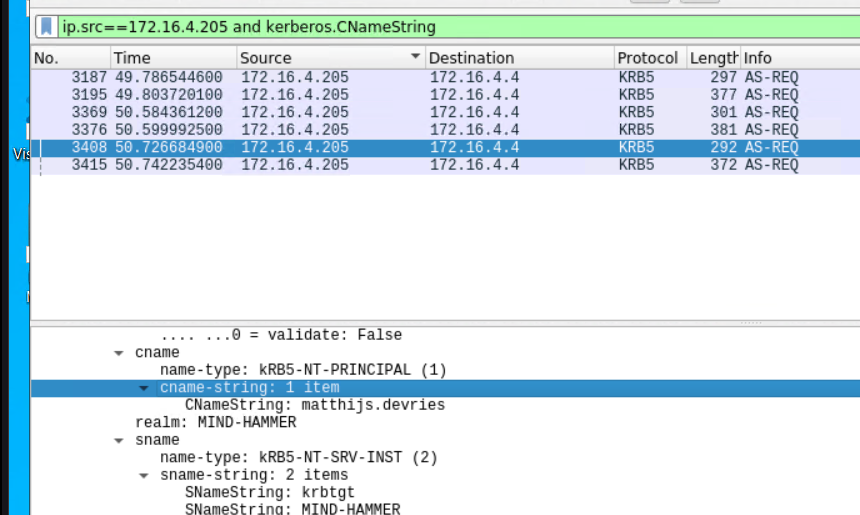 ip.src==172.16.4.205 and kerberos.CNameString
No. Time Source Destination Protocol Length Info
3187 49.786544600 172.16.4.205 172.16.4.4 KRB5 297 AS-REQ
3195 49.803720100 172.16.4.205 172.16.4.4 KRB5 377 AS-REQ
3369 50.584361200 172.16.4.205 172.16.4.4 KRB5 301 AS-REQ
3376 50.599992500 172.16.4.205 172.16.4.4 KRB5 381 AS-REQ
Vis
3408 50.726684900 172.16.4.205 172.16.4.4 KRB5 292 AS-REQ
3415 50.742235400 172.16.4.205 172.16.4.4 KRB5 372 AS-REQ
.... ...0 = validate: False
cname
name-type: kRB5-NT-PRINCIPAL (1)
cname-string: 1 item
CNameString: matthijs.devries
realm: MIND-HAMMER
sname
name-type: kRB5-NT-SRV-INST (2)
sname-string: 2 items
SNameString: krbtgt
SNameString: MIND-HAMMER